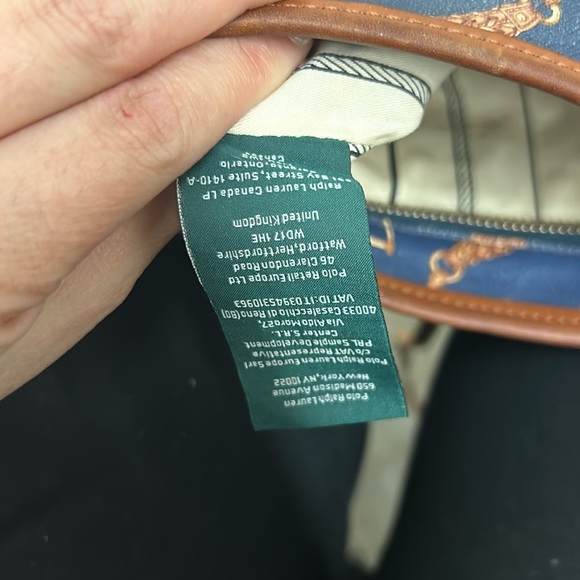 Polo Ralph Lauren
650 Madison Avenue
New York, NY 10022
Polo Ralph Lauren Europe Sarl
c/o VAT Representative
PRL Sample Development
Center S.R.L.
Via Aldo Moro 27,
40033 Casalecchio di Reno (BO)
VAT ID: IT 03965310963
Polo Retail Europe Ltd
46 Clarendon Road
Watford, Hertfordshire
WD17 1HE
United Kingdom
Ralph Lauren Canada LP
Bay Street, Suite 1410-A
Ontario
Canada